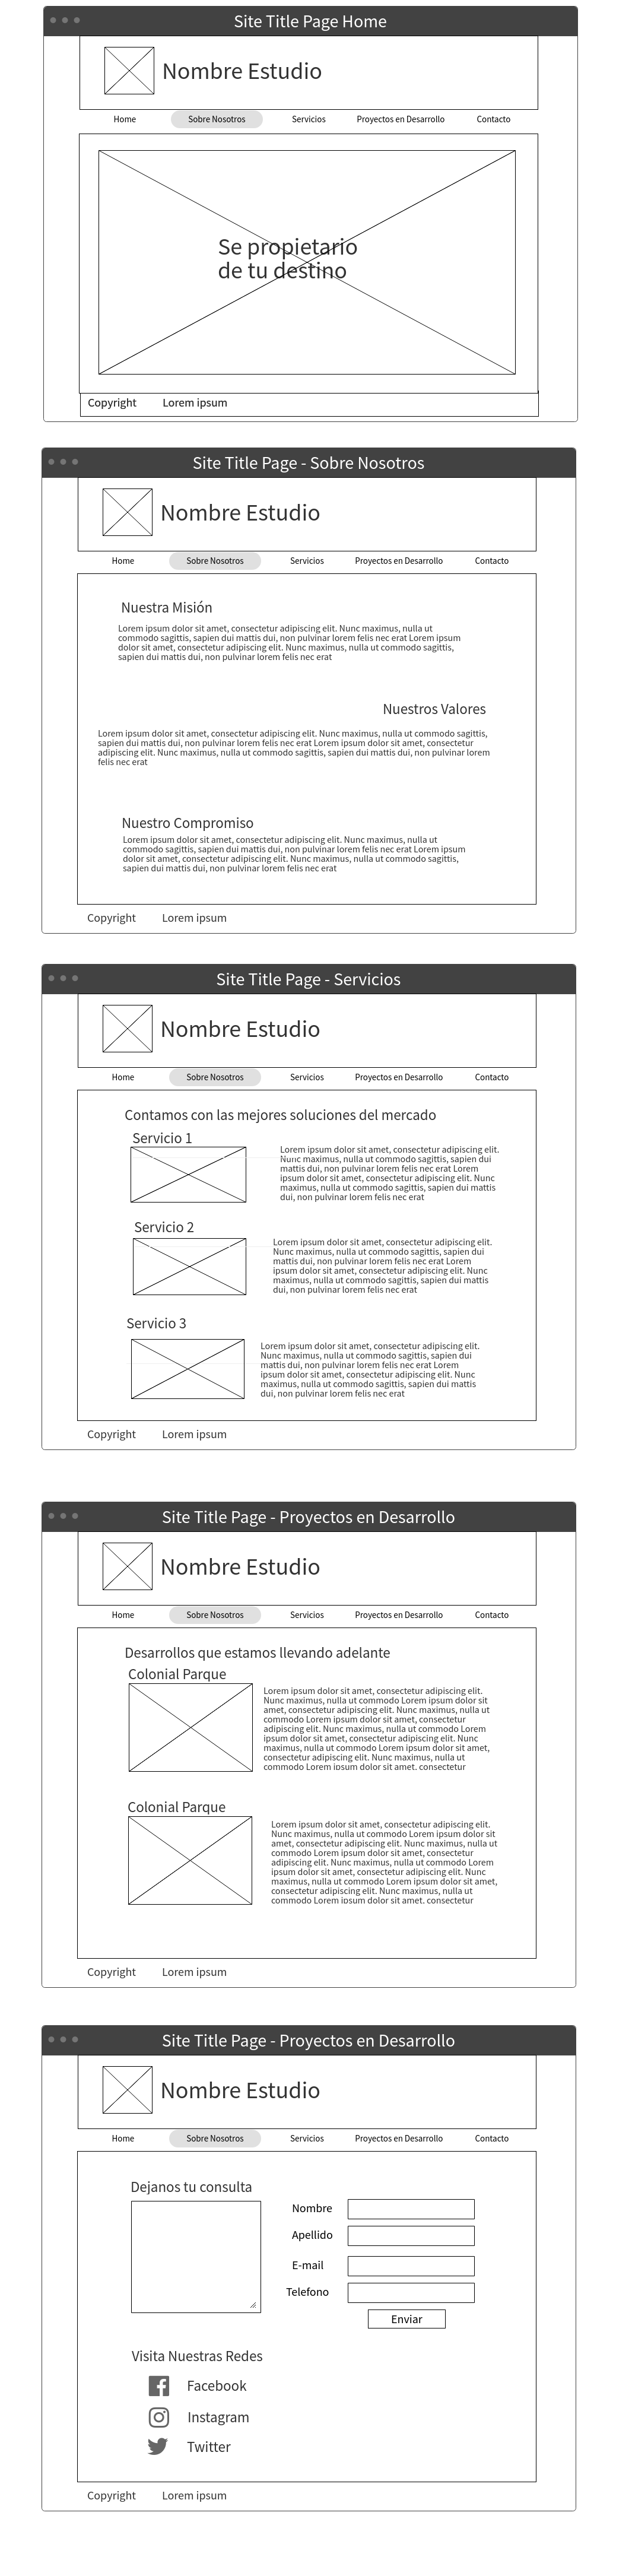 Site Title Page Home
Nombre Estudio
Home Sobre Nosotros Servicios Proyectos en Desarrollo Contacto
Se propietario
de tu destino
Copyright Lorem ipsum
Site Title Page - Sobre Nosotros
Nombre Estudio
Home Sobre Nosotros Servicios Proyectos en Desarrollo Contacto
Nuestra Misión
Lorem ipsum dolor sit amet, consectetur adipiscing elit. Nunc maximus, nulla ut
commodo sagittis, sapien dui mattis dui, non pulvinar lorem felis nec erat Lorem ipsum
dolor sit amet, consectetur adipiscing elit. Nunc maximus, nulla ut commodo sagittis,
sapien dui mattis dui, non pulvinar lorem felis nec erat
Nuestros Valores
Lorem ipsum dolor sit amet, consectetur adipiscing elit. Nunc maximus, nulla ut commodo sagittis,
sapien dui mattis dui, non pulvinar lorem felis nec erat Lorem ipsum dolor sit amet, consectetur
adipiscing elit. Nunc maximus, nulla ut commodo sagittis, sapien dui mattis dui, non pulvinar lorem
felis nec erat
Nuestro Compromiso
Lorem ipsum dolor sit amet, consectetur adipiscing elit. Nunc maximus, nulla ut
commodo sagittis, sapien dui mattis dui, non pulvinar lorem felis nec erat Lorem ipsum
dolor sit amet, consectetur adipiscing elit. Nunc maximus, nulla ut commodo sagittis,
sapien dui mattis dui, non pulvinar lorem felis nec erat
Copyright Lorem ipsum
Site Title Page - Servicios
Nombre Estudio
Home Sobre Nosotros Servicios Proyectos en Desarrollo Contacto
Contamos con las mejores soluciones del mercado
Servicio 1
Lorem ipsum dolor sit amet, consectetur adipiscing elit.
Nunc maximus, nulla ut commodo sagittis, sapien dui
mattis dui, non pulvinar lorem felis nec erat Lorem
ipsum dolor sit amet, consectetur adipiscing elit. Nunc
maximus, nulla ut commodo sagittis, sapien dui mattis
dui, non pulvinar lorem felis nec erat
Servicio 2
Lorem ipsum dolor sit amet, consectetur adipiscing elit.
Nunc maximus, nulla ut commodo sagittis, sapien dui
mattis dui, non pulvinar lorem felis nec erat Lorem
ipsum dolor sit amet, consectetur adipiscing elit. Nunc
maximus, nulla ut commodo sagittis, sapien dui mattis
dui, non pulvinar lorem felis nec erat
Servicio 3
Lorem ipsum dolor sit amet, consectetur adipiscing elit.
Nunc maximus, nulla ut commodo sagittis, sapien dui
mattis dui, non pulvinar lorem felis nec erat Lorem
ipsum dolor sit amet, consectetur adipiscing elit. Nunc
maximus, nulla ut commodo sagittis, sapien dui mattis
dui, non pulvinar lorem felis nec erat
Copyright Lorem ipsum
Site Title Page - Proyectos en Desarrollo
Nombre Estudio
Home Sobre Nosotros Servicios Proyectos en Desarrollo Contacto
Desarrollos que estamos llevando adelante
Colonial Parque
Lorem ipsum dolor sit amet, consectetur adipiscing elit.
Nunc maximus, nulla ut commodo Lorem ipsum dolor sit
amet, consectetur adipiscing elit. Nunc maximus, nulla ut
commodo Lorem ipsum dolor sit amet, consectetur
adipiscing elit. Nunc maximus, nulla ut commodo Lorem
ipsum dolor sit amet, consectetur adipiscing elit. Nunc
maximus, nulla ut commodo Lorem ipsum dolor sit amet,
consectetur adipiscing elit. Nunc maximus, nulla ut
commodo Lorem ipsum dolor sit amet, consectetur
Colonial Parque
Lorem ipsum dolor sit amet, consectetur adipiscing elit.
Nunc maximus, nulla ut commodo Lorem ipsum dolor sit
amet, consectetur adipiscing elit. Nunc maximus, nulla ut
commodo Lorem ipsum dolor sit amet, consectetur
adipiscing elit. Nunc maximus, nulla ut commodo Lorem
ipsum dolor sit amet, consectetur adipiscing elit. Nunc
maximus, nulla ut commodo Lorem ipsum dolor sit amet,
consectetur adipiscing elit. Nunc maximus, nulla ut
commodo Lorem ipsum dolor sit amet, consectetur
Copyright Lorem ipsum
Site Title Page - Proyectos en Desarrollo
Nombre Estudio
Home Sobre Nosotros Servicios Proyectos en Desarrollo Contacto
Dejanos tu consulta
Nombre
Apellido
E-mail
Telefono
Enviar
Visita Nuestras Redes
Facebook
Instagram
Twitter
Copyright Lorem ipsum